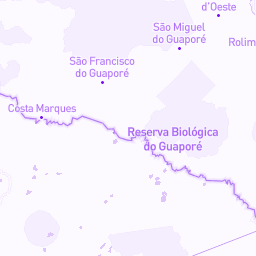 d'Oeste
São Miguel
do Guaporé
Rolim
São Francisco
do Guaporé
Costa Marques
Reserva Biológica
do Guaporé